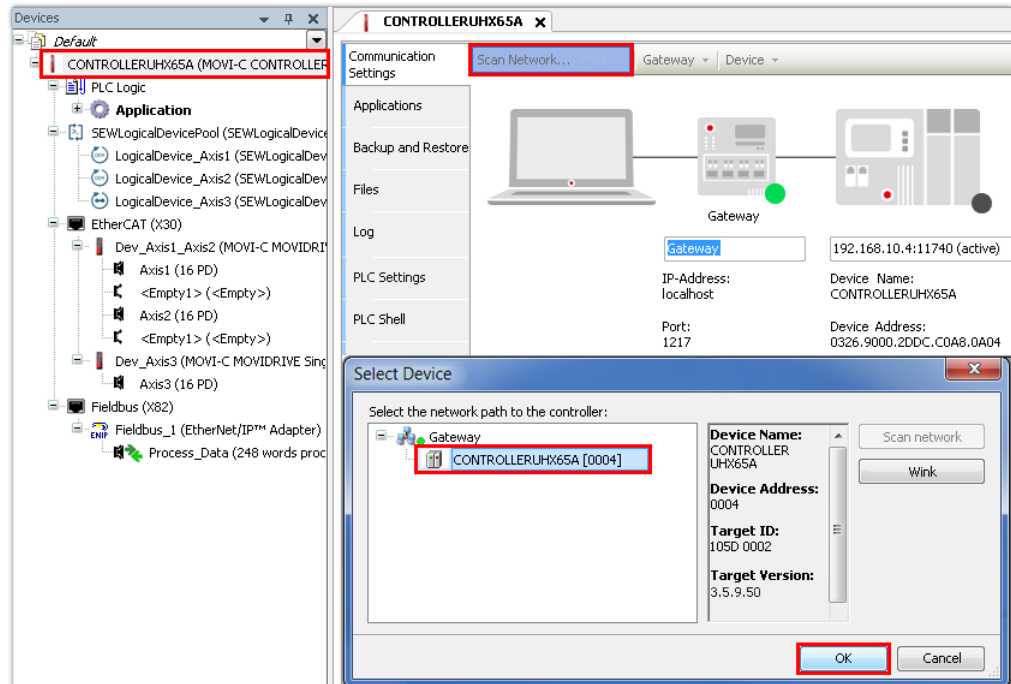 Devices
Default
CONTROLLERUHX65A (MOVI-C CONTROLLER
PLC Logic
Application
SEWLogicalDevicePool (SEWLogicalDevice
LogicalDevice_Axis1 (SEWLogicalDev
LogicalDevice_Axis2 (SEWLogicalDev
LogicalDevice_Axis3 (SEWLogicalDev
EtherCAT (X30)
Dev_Axis1_Axis2 (MOVI-C MOVIDRI
Axis1 (16 PD)
<Empty1> (<Empty>)
Axis2 (16 PD)
<Empty1> (<Empty>)
Dev_Axis3 (MOVI-C MOVIDRIVE Sing
Axis3 (16 PD)
Fieldbus (X82)
Fieldbus_1 (EtherNet/IP™ Adapter)
ENIP
Process_Data (248 words proc
CONTROLLERUHX65A
Communication
Settings
Applications
Backup and Restore
Files
Log
PLC Settings
PLC Shell
Scan Network...
Gateway
Device
Gateway
Gateway
IP-Address:
localhost
Port:
1217
192.168.10.4:11740 (active)
Device Name:
CONTROLLERUHX65A
Device Address:
0326.9000.2DDC.C0A8.0A04
Select Device
Select the network path to the controller:
Gateway
CONTROLLERUHX65A [0004]
Device Name:
CONTROLLER
UHX65A
Device Address:
0004
Target ID:
105D 0002
Target Version:
3.5.9.50
Scan network
Wink
OK
Cancel